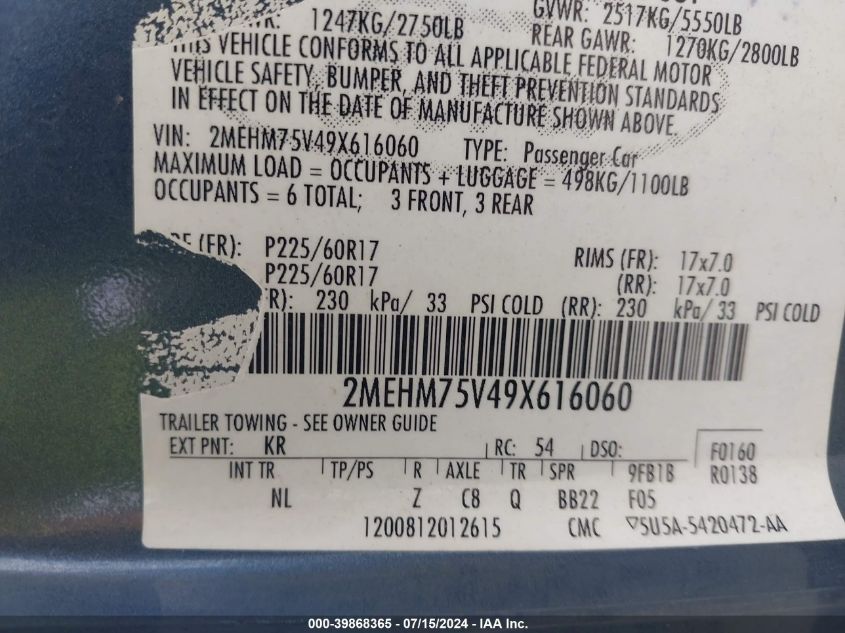 1247KG/2750LB GVWR: 2517KG/5550LB
REAR GAWR: 1270KG/2800LB
THIS VEHICLE CONFORMS TO ALL APPLICABLE FEDERAL MOTOR
VEHICLE SAFETY, BUMPER, AND THEFT PREVENTION STANDARDS
IN EFFECT ON THE DATE OF MANUFACTURE SHOWN ABOVE.
VIN: 2MEHM75V49X616060 TYPE: Passenger Car
MAXIMUM LOAD = OCCUPANTS + LUGGAGE = 498KG/1100LB
OCCUPANTS = 6 TOTAL; 3 FRONT, 3 REAR
(FR): P225/60R17 RIMS (FR): 17x7.0
P225/60R17 (RR): 17x7.0
R): 230 kPa/ 33 PSI COLD (RR): 230 kPa/ 33 PSI COLD
2MEHM75V49X616060
TRAILER TOWING - SEE OWNER GUIDE
EXT PNT: KR RC: 54 DSO: F0160
INT TR TP/PS R AXLE TR SPR 9FB1B R0138
NL Z C8 Q BB22 F05
1200812012615 CMC ▽5U5A-5420472-AA
000-39868365 - 07/15/2024 - IAA Inc.